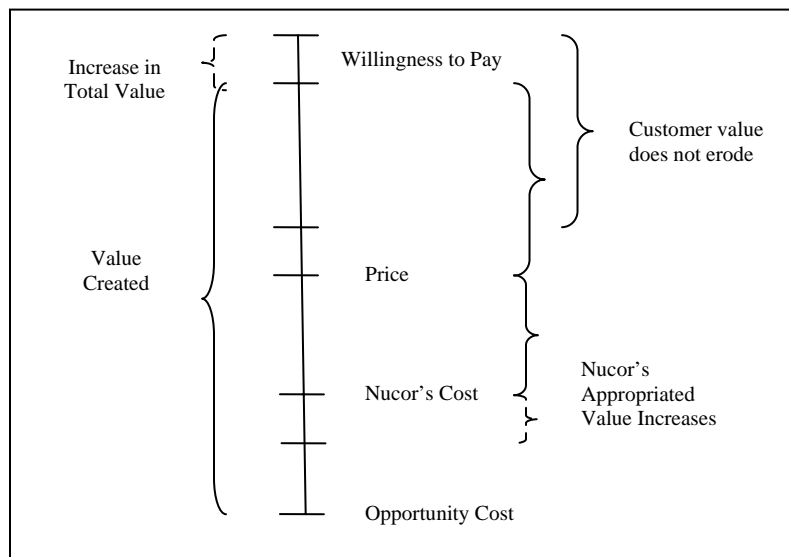 Increase in
Total Value
Willingness to Pay
Customer value
does not erode
Value
Created
Price
Nucor’s Cost
Nucor’s
Appropriated
Value Increases
Opportunity Cost